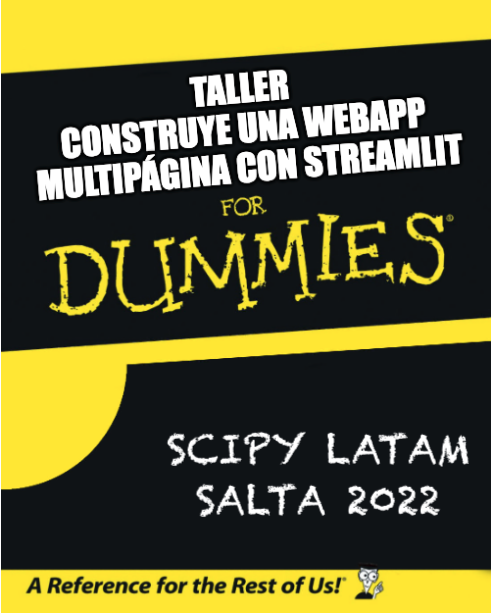 TALLER
CONSTRUYE UNA WEBAPP
MULTIPÁGINA CON STREAMLIT
FOR
DUMMIES®
SCIPY LATAM
SALTA 2022
A Reference for the Rest of Us!®